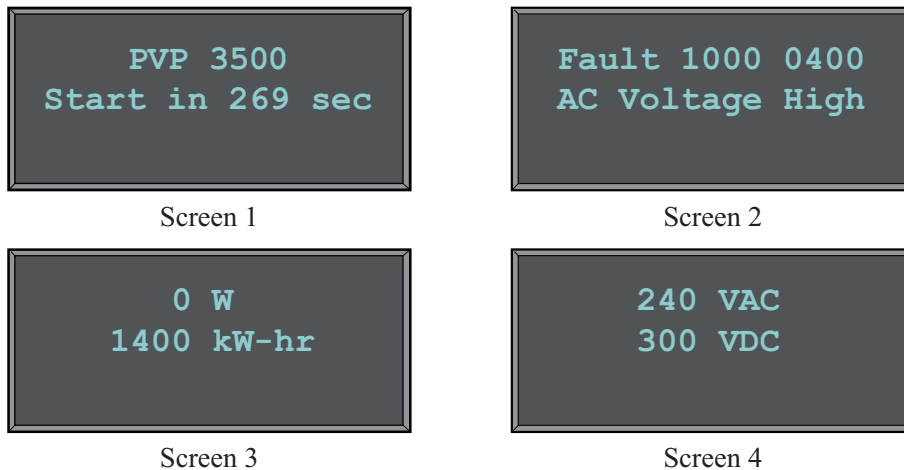 PVP 3500
Start in 269 sec
Screen 1
Fault 1000 0400
AC Voltage High
Screen 2
0 W
1400 kW-hr
Screen 3
240 VAC
300 VDC
Screen 4